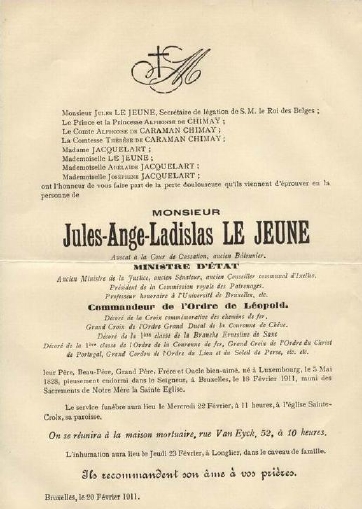 M
Monsieur JULES LE JEUNE, Secrétaire de légation de S. M. le Roi des Belges ;
Le Prince et la Princesse ALPHONSE DE CHIMAY ;
Le Comte ALPHONSE DE CARAMAN CHIMAY ;
La Comtesse THÉRÈSE DE CARAMAN CHIMAY ;
Madame JACQUELART ;
Mademoiselle LE JEUNE ;
Mademoiselle ADÉLAIDE JACQUELART ;
Mademoiselle JOSÉPHINE JACQUELART ;
ont l'honneur de vous faire part de la perte douloureuse qu'ils viennent d'éprouver en la
personne de
MONSIEUR
Jules-Ange-Ladislas LE JEUNE
Avocat à la Cour de Cassation, ancien Bâtonnier.
MINISTRE D'ÉTAT
Ancien Ministre de la Justice, ancien Sénateur, ancien Conseiller communal d'Ixelles.
Président de la Commission royale des Patronages.
Professeur honoraire à l'Université de Bruxelles, etc.
Commandeur de l'Ordre de Léopold.
Décoré de la Croix commémorative des chemins de fer,
Grand Croix de l'Ordre Grand Ducal de la Couronne de Chêne.
Décoré de la 1re classe de la Branche Ernestine de Saxe
Décoré de la 1re classe de l'Ordre de la Couronne de fer, Grand Croix de l'Ordre du Christ
de Portugal, Grand Cordon de l'Ordre du Lion et du Soleil de Perse, etc. etc.
leur Père, Beau-Père, Grand Père, Frère et Oncle bien-aimé, né à Luxembourg, le 5 Mai
1828, pieusement endormi dans le Seigneur, à Bruxelles, le 18 Février 1911, muni des
Sacrements de Notre Mère la Sainte Eglise.
Le service funèbre aura lieu le Mercredi 22 Février, à 11 heures, à l'église Sainte-
Croix, sa paroisse.
On se réunira à la maison mortuaire, rue Van Eyck, 52, à 10 heures.
L'inhumation aura lieu le Jeudi 23 Février, à Longlier, dans le caveau de famille.
Ils recommandent son âme à vos prières.
Bruxelles, le 20 Février 1911.